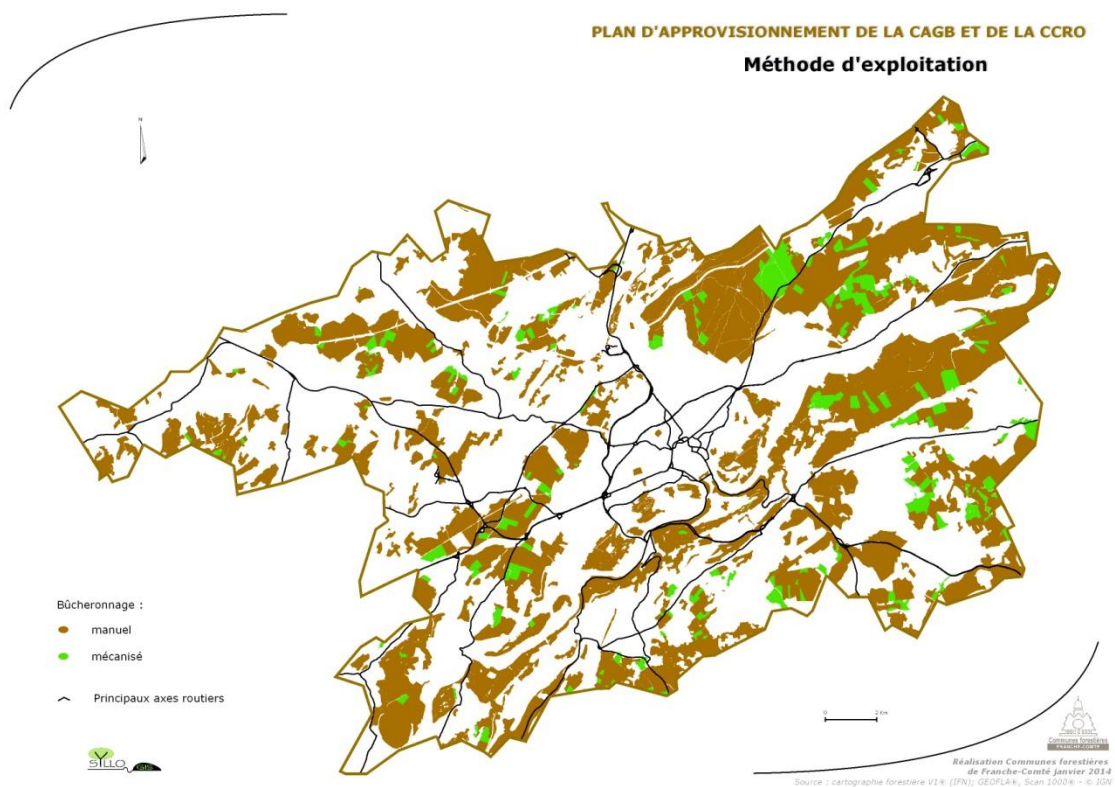 PLAN D'APPROVISIONNEMENT DE LA CAGB ET DE LA CCRO
Méthode d'exploitation
N
Bûcheronnage :
manuel
mécanisé
Principaux axes routiers
0 2 Km
SYLLO
Communes forestières
FRANCHE-COMTÉ
Réalisation Communes forestières
de Franche-Comté janvier 2014
Source : cartographie forestière V1® (IFN); GEOFLA®, Scan 1000® - © IGN